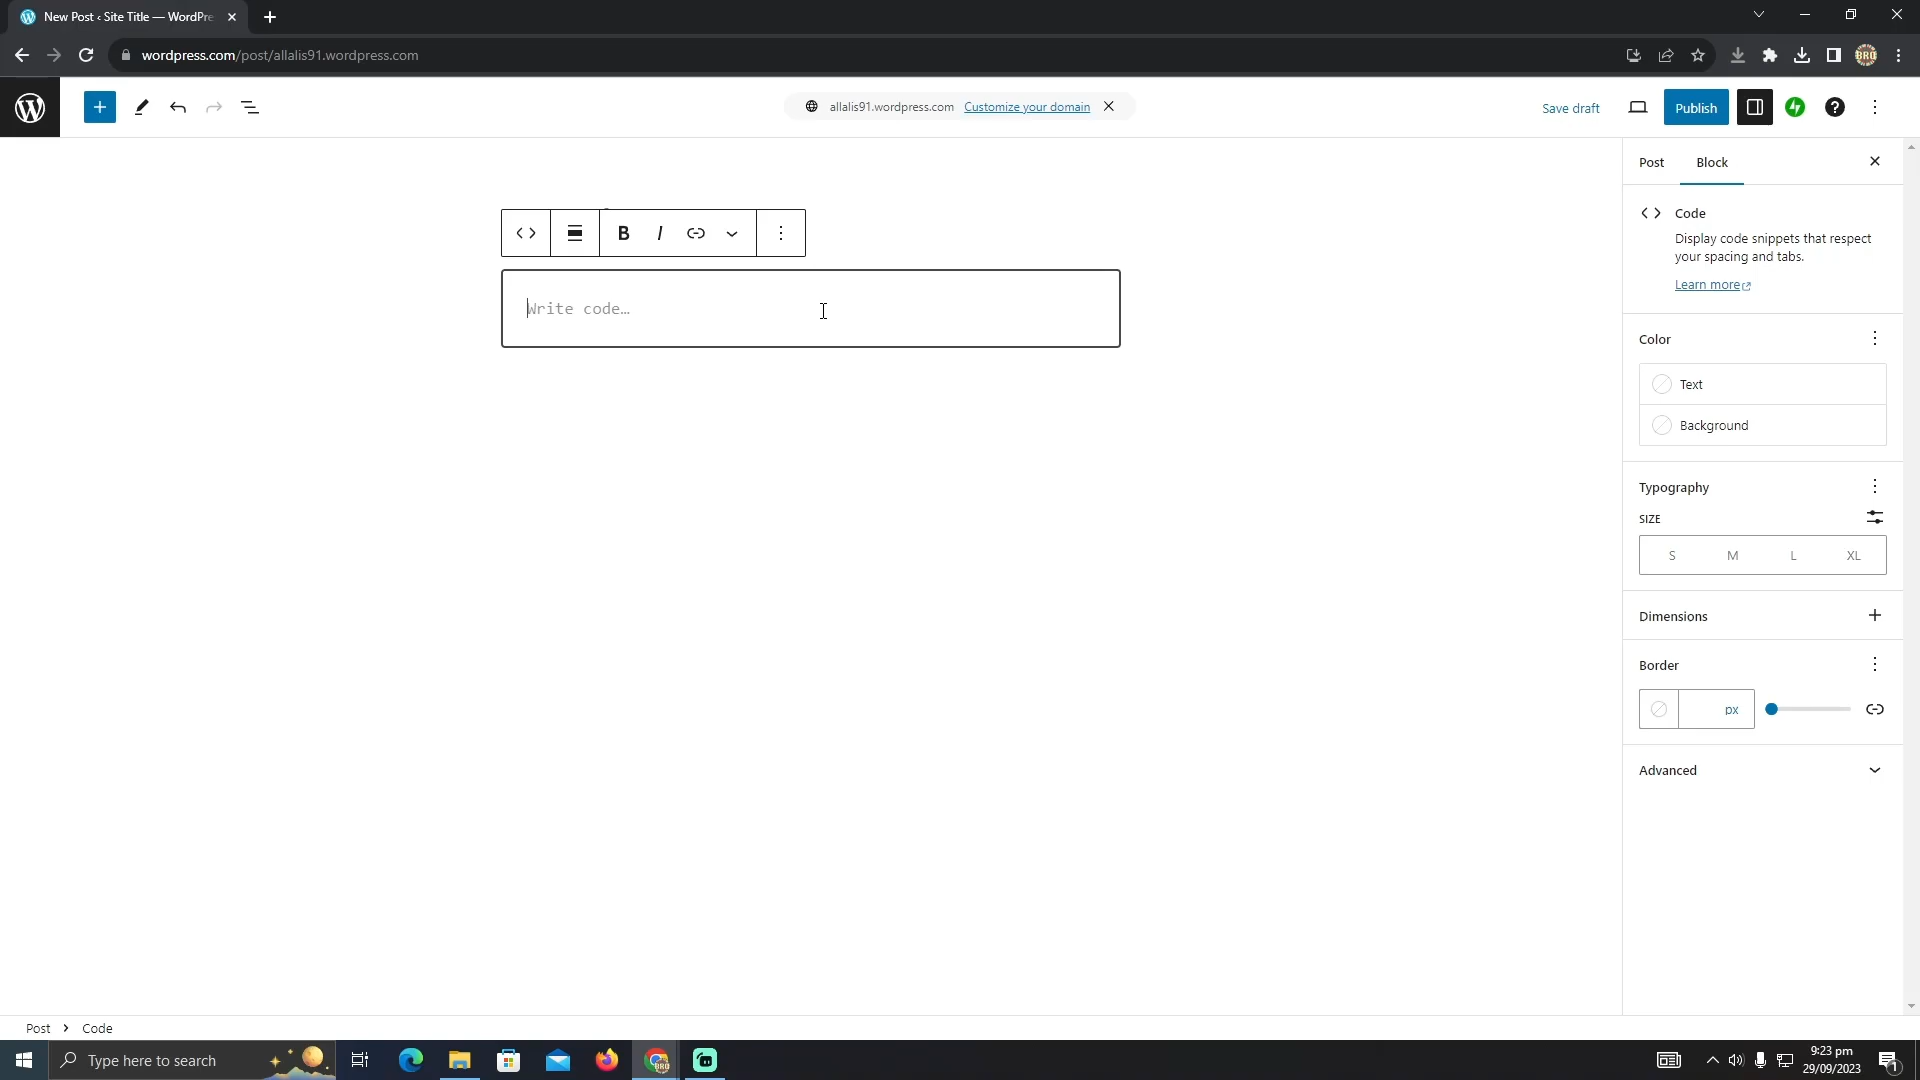 New Post ‹ Site Title — WordPre
wordpress.com/post/allalis91.wordpress.com
BRO
allalis91.wordpress.com Customize your domain
Save draft
Publish
Post Block
Code
Display code snippets that respect
your spacing and tabs.
Learn more
B I
Write code…
Color
Text
Background
Typography
SIZE
S M L XL
Dimensions
Border
px
Advanced
Post › Code
Type here to search
9:23 pm
29/09/2023
1